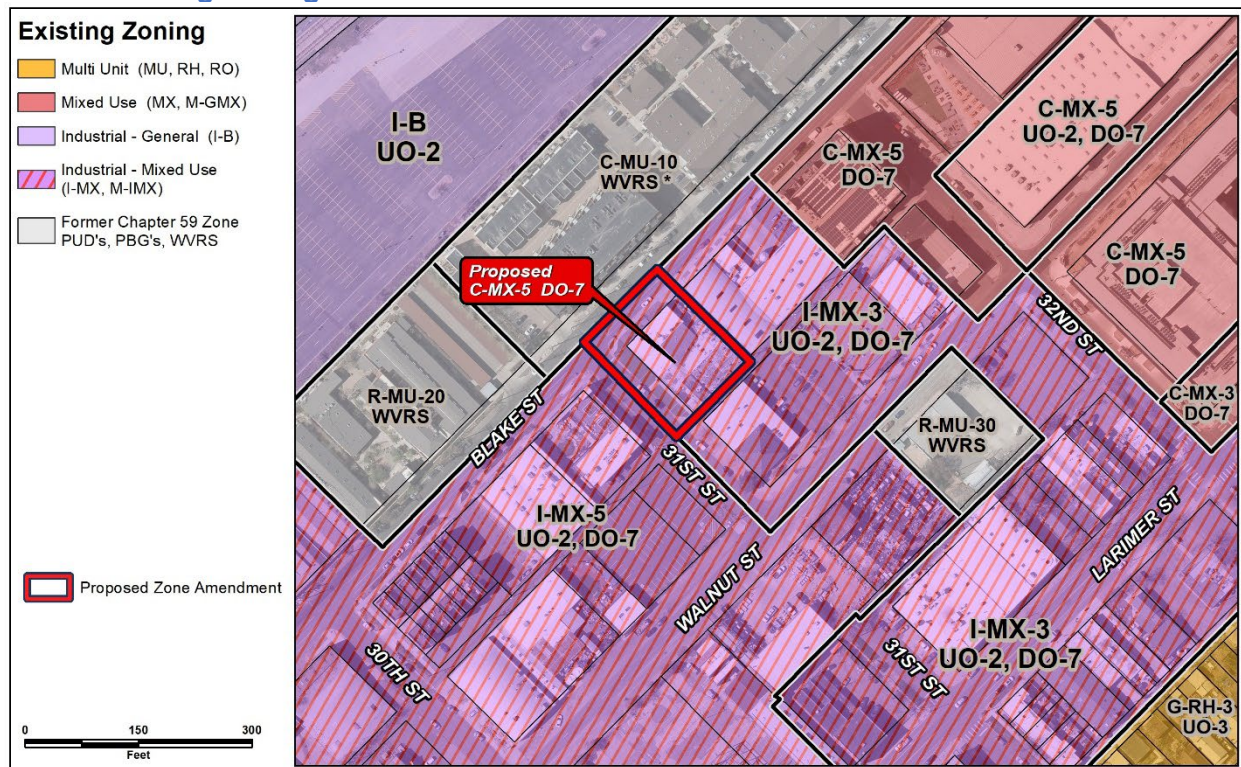 Existing Zoning
Multi Unit (MU, RH, RO)
Mixed Use (MX, M-GMX)
Industrial - General (I-B)
Industrial - Mixed Use
(I-MX, M-IMX)
Former Chapter 59 Zone
PUD's, PBG's, WVRS
Proposed Zone Amendment
0 150 300
Feet
I-B
UO-2
C-MU-10
WVRS *
C-MX-5
DO-7
C-MX-5
UO-2, DO-7
C-MX-5
DO-7
Proposed
C-MX-5 DO-7
I-MX-3
UO-2, DO-7
32ND ST
C-MX-3
DO-7
R-MU-20
WVRS
BLAKE ST
R-MU-30
WVRS
31ST ST
I-MX-5
UO-2, DO-7
WALNUT ST
LARIMER ST
30TH ST
31ST ST
I-MX-3
UO-2, DO-7
G-RH-3
UO-3